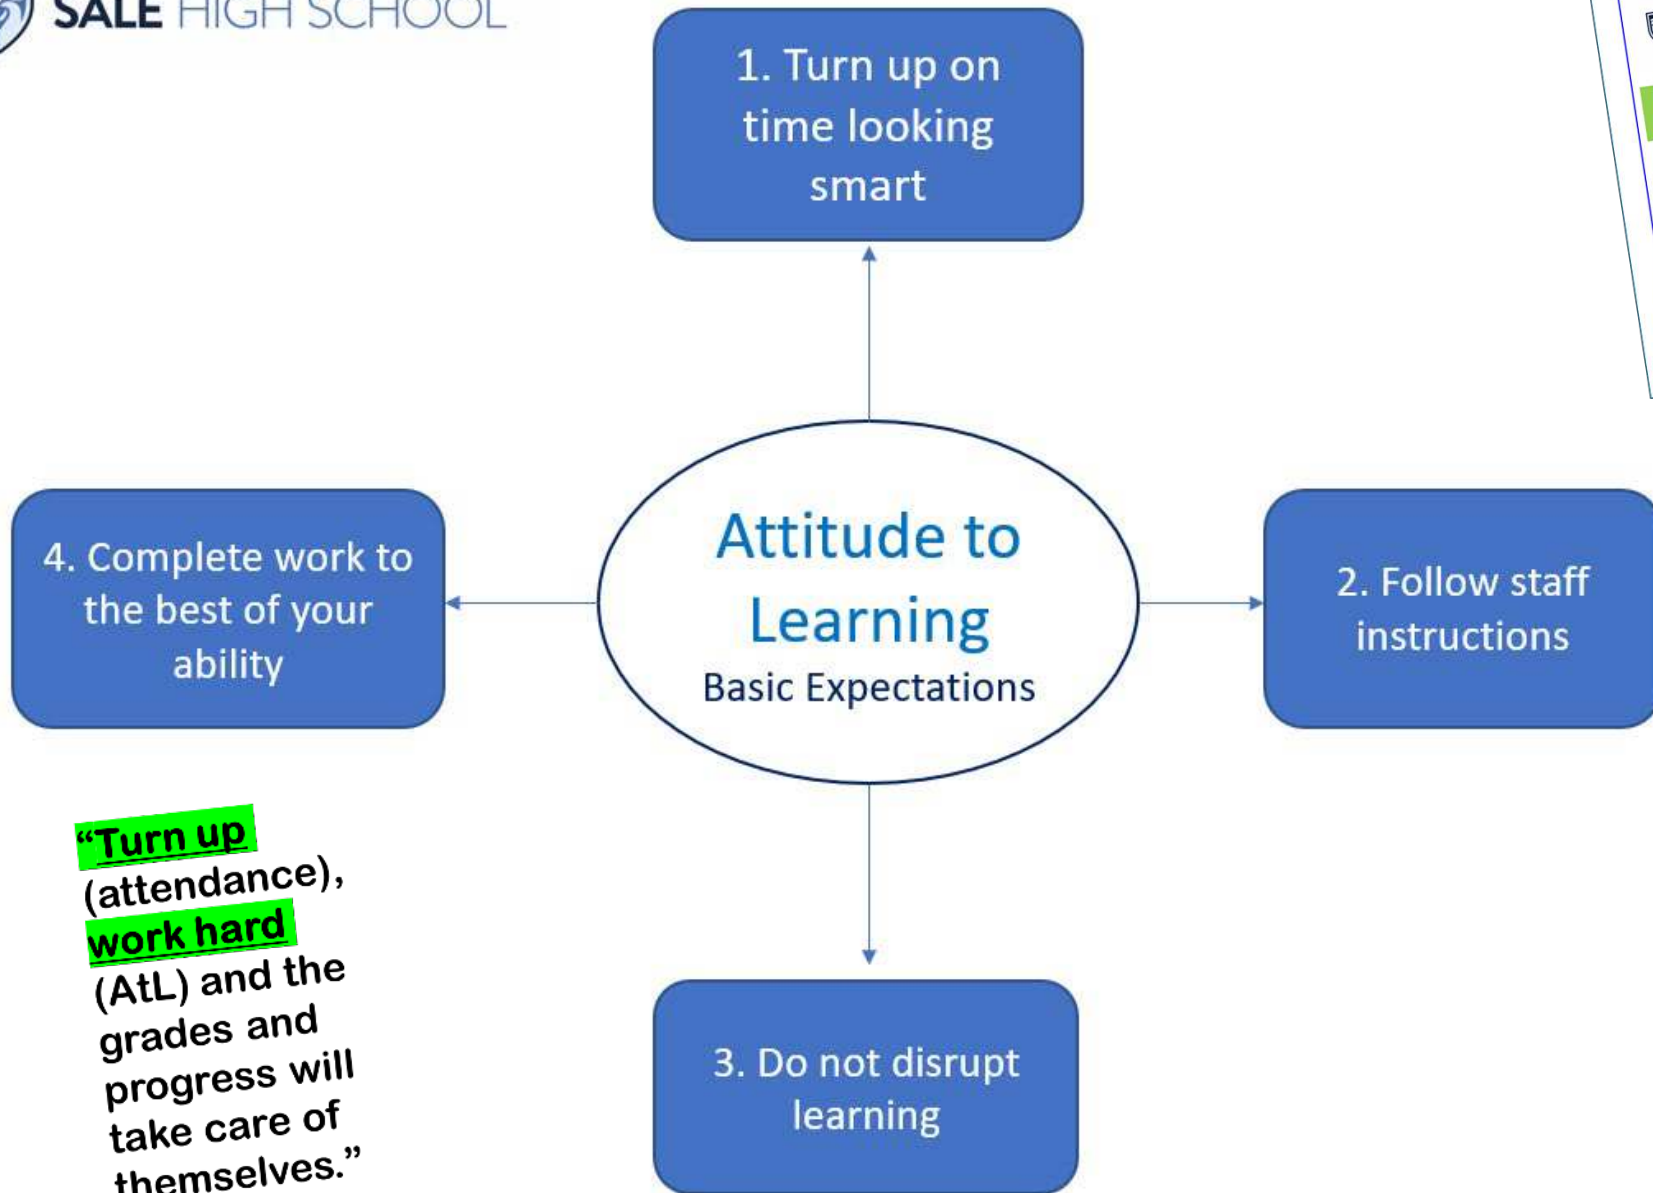 SALE HIGH SCHOOL
1. Turn up on
time looking
smart
Attitude to
Learning
Basic Expectations
2. Follow staff
instructions
3. Do not disrupt
learning
4. Complete work to
the best of your
ability
“Turn up
(attendance),
work hard
(AtL) and the
grades and
progress will
take care of
themselves.”